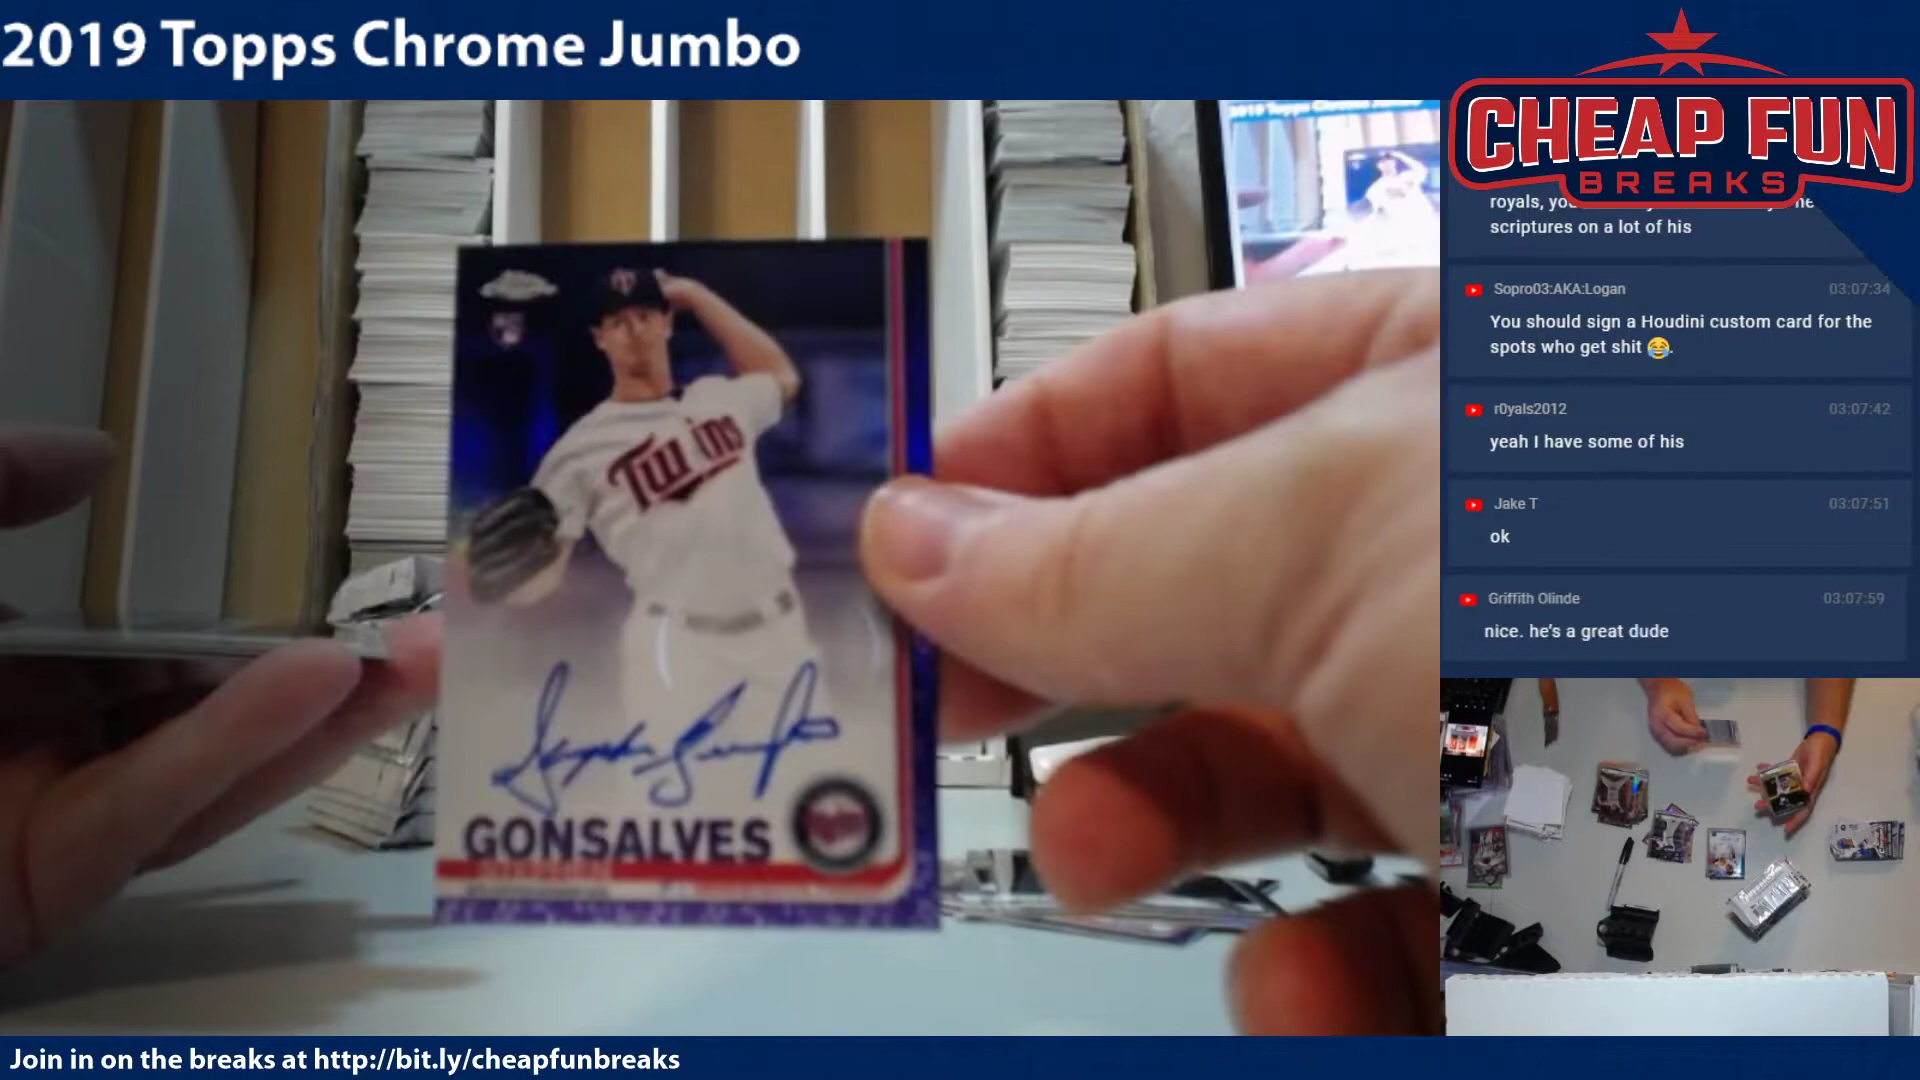 2019 Topps Chrome Jumbo
CHEAP FUN
BREAKS
royals,
scriptures on a lot of his
Sopro03:AKA:Logan 03:07:34
You should sign a Houdini custom card for the
spots who get shit 😂.
r0yals2012 03:07:42
yeah I have some of his
Jake T 03:07:51
ok
Griffith Olinde 03:07:59
nice. he's a great dude
Twins
GONSALVES
STEPHEN
Join in on the breaks at http://bit.ly/cheapfunbreaks